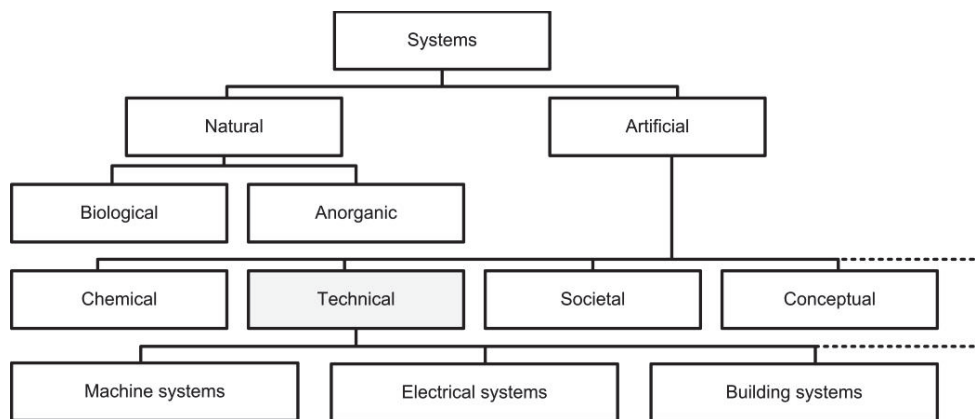 Systems
Natural
Artificial
Biological
Anorganic
Chemical
Technical
Societal
Conceptual
Machine systems
Electrical systems
Building systems